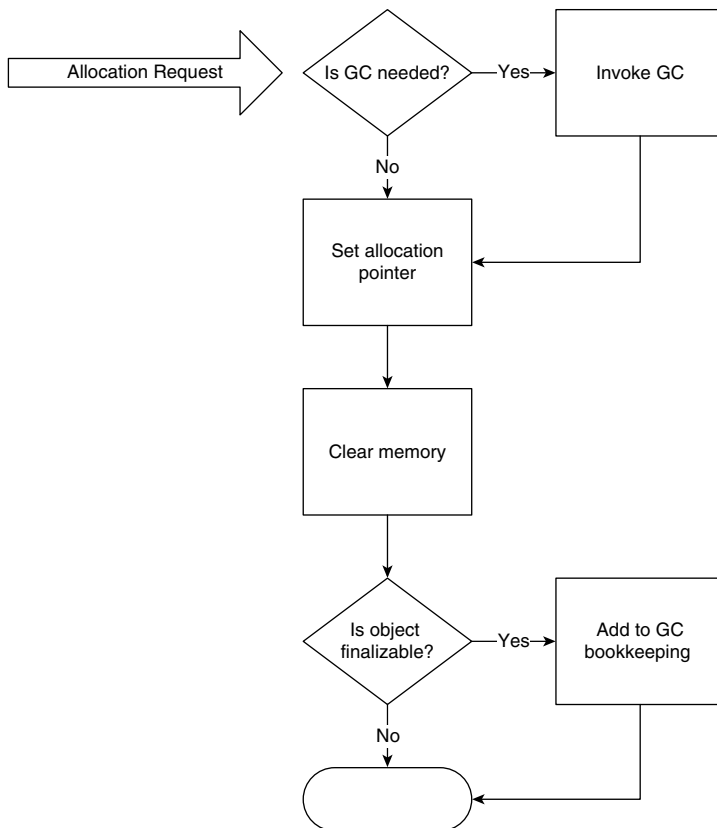 Allocation Request
Is GC needed?
Yes
Invoke GC
No
Set allocation
pointer
Clear memory
Is object
finalizable?
Yes
Add to GC
bookkeeping
No